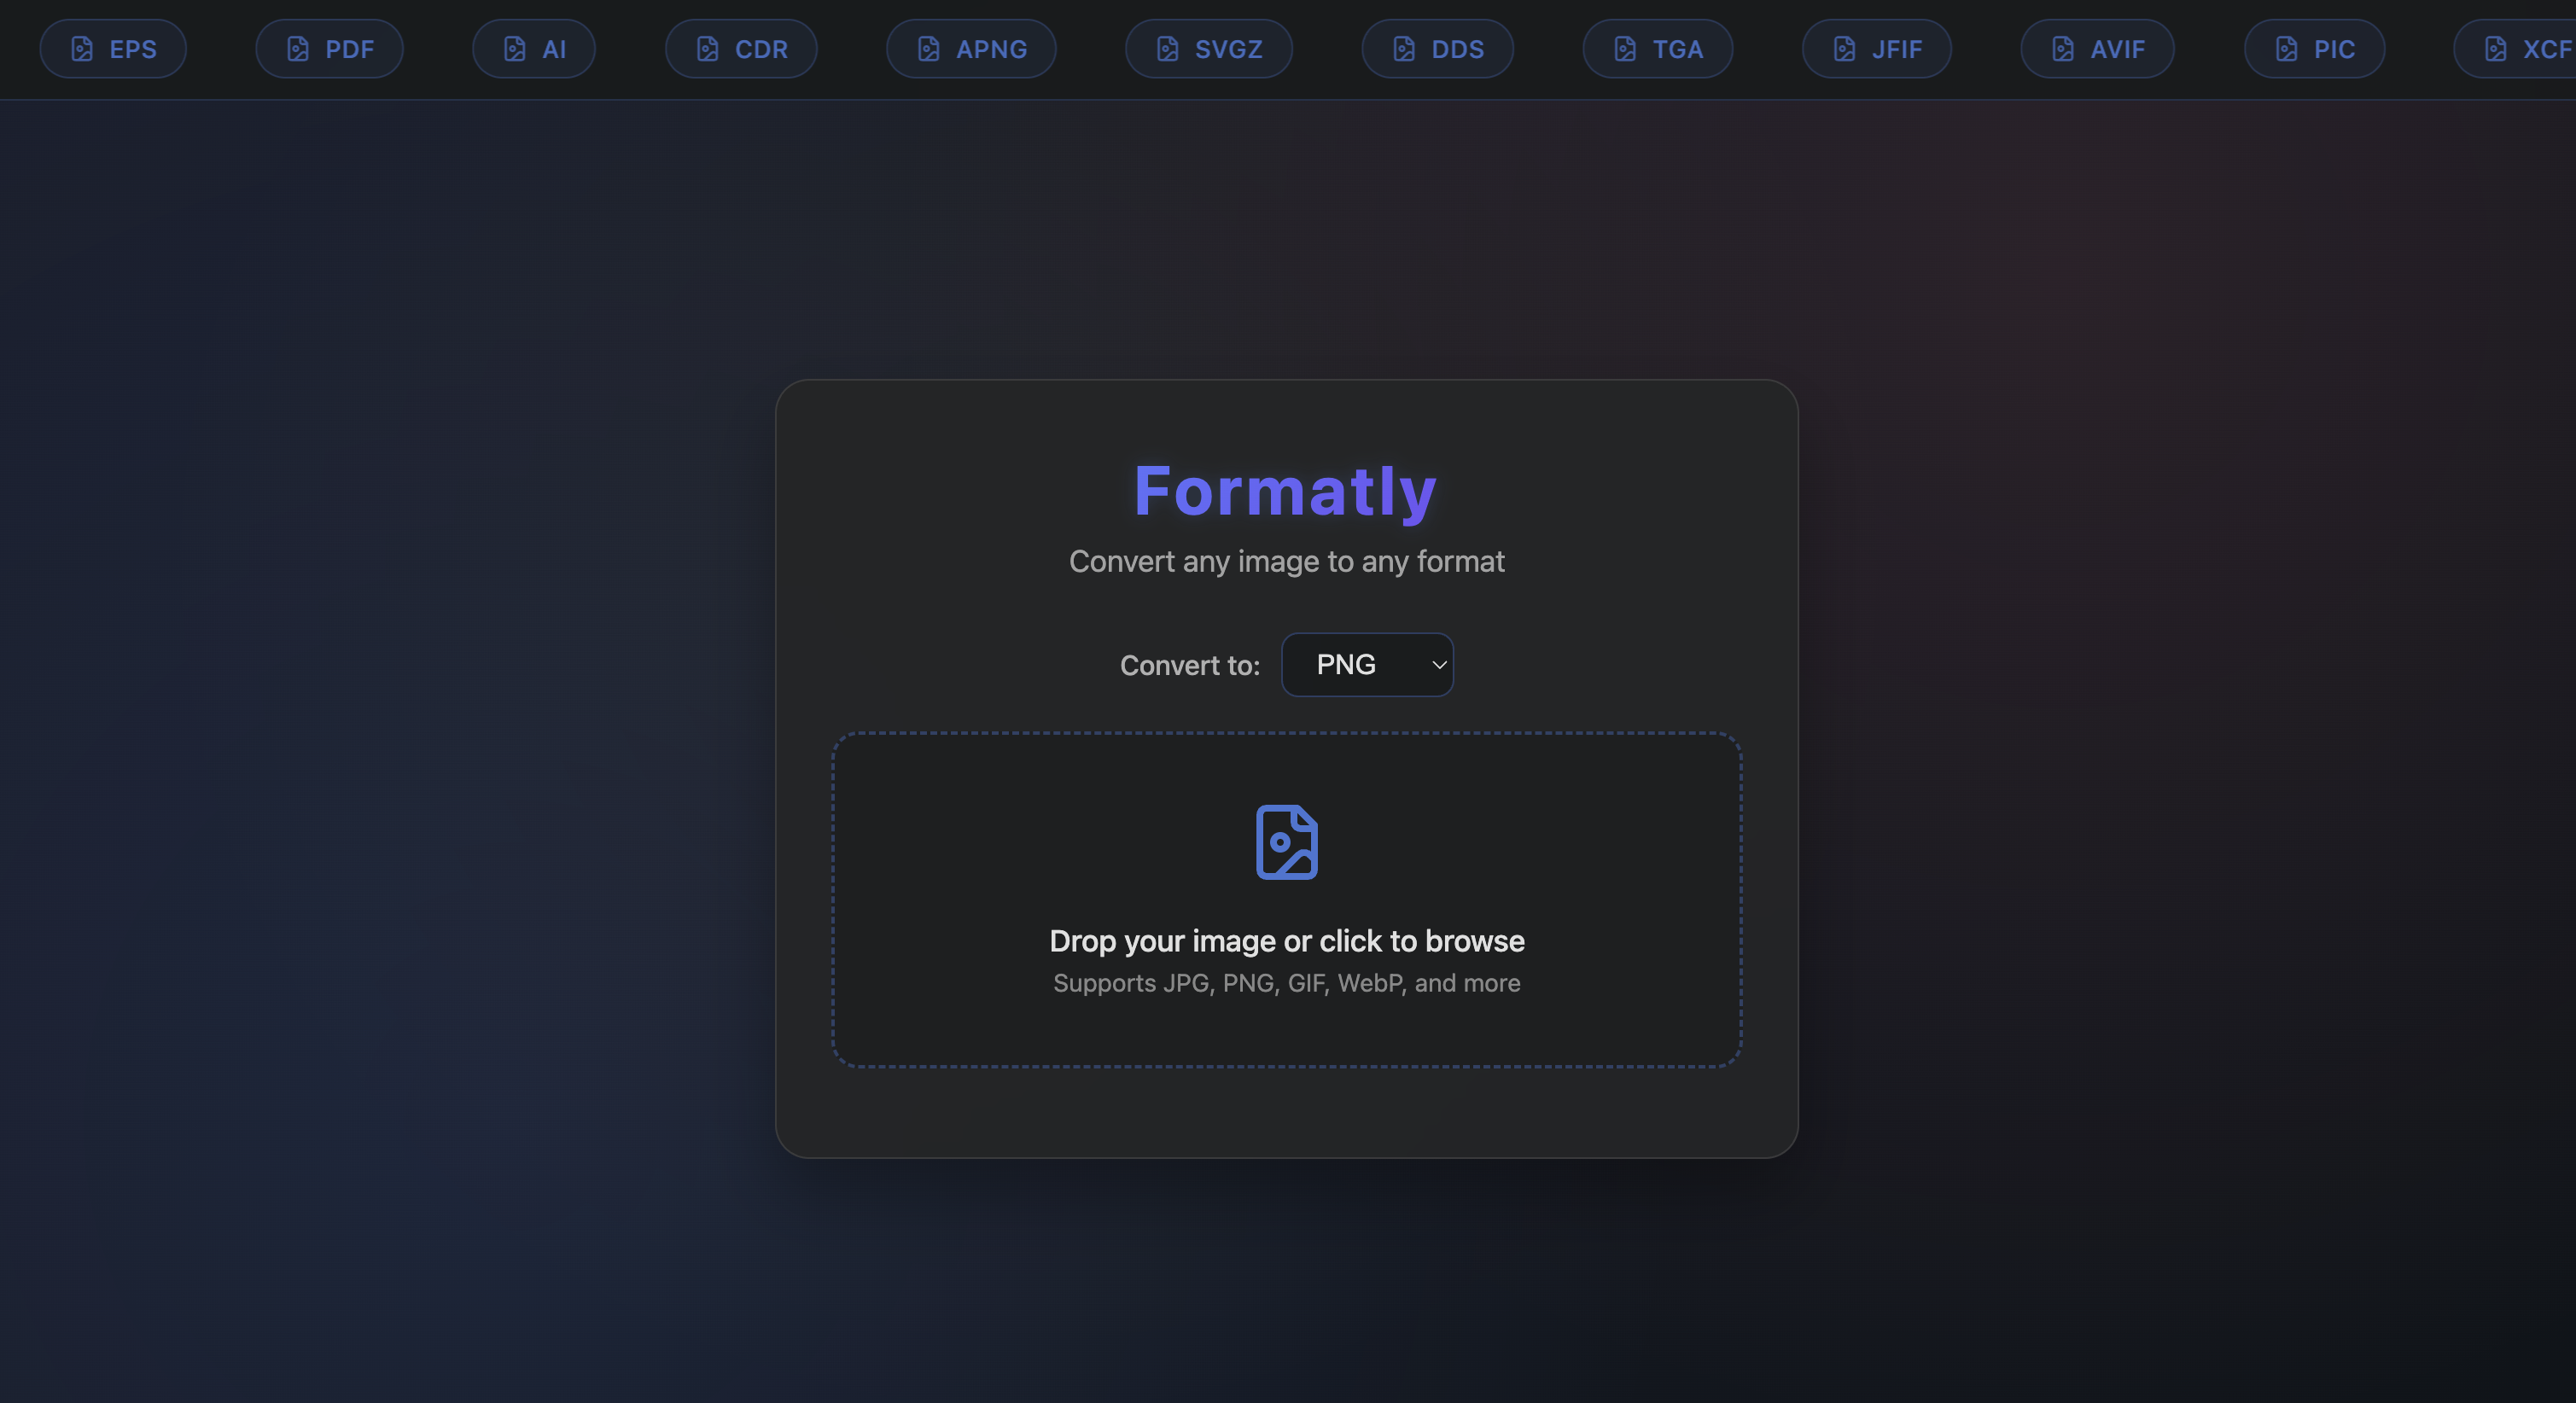 EPS PDF AI CDR APNG SVGZ DDS TGA JFIF AVIF PIC XCF
Formatly
Convert any image to any format
Convert to: PNG
Drop your image or click to browse
Supports JPG, PNG, GIF, WebP, and more